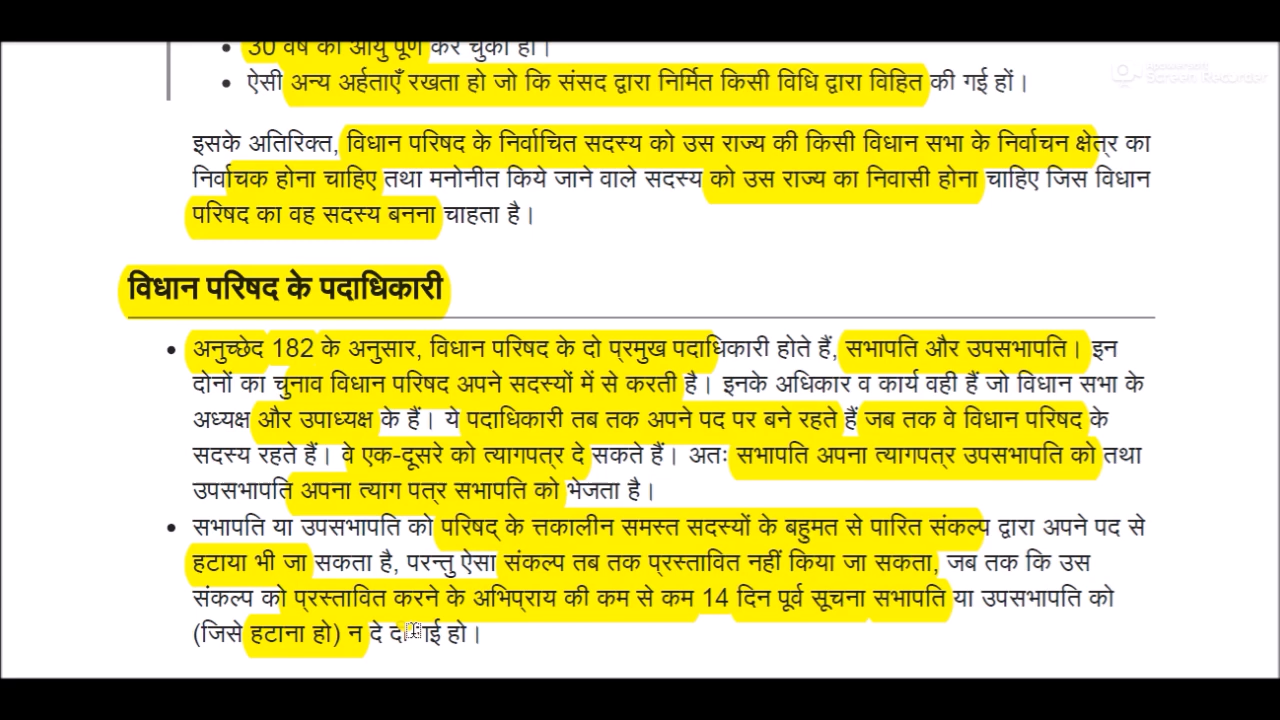 30 वर्ष की आयु पूर्ण कर चुका हो।
ऐसी अन्य अर्हताएँ रखता हो जो कि संसद द्वारा निर्मित किसी विधि द्वारा विहित की गई हों।
Screen Recorder
इसके अतिरिक्त, विधान परिषद के निर्वाचित सदस्य को उस राज्य की किसी विधान सभा के निर्वाचन क्षेत्र का
निर्वाचक होना चाहिए तथा मनोनीत किये जाने वाले सदस्य को उस राज्य का निवासी होना चाहिए जिस विधान
परिषद का वह सदस्य बनना चाहता है।
विधान परिषद के पदाधिकारी
अनुच्छेद 182 के अनुसार, विधान परिषद के दो प्रमुख पदाधिकारी होते हैं, सभापति और उपसभापति। इन
दोनों का चुनाव विधान परिषद अपने सदस्यों में से करती है। इनके अधिकार व कार्य वही हैं जो विधान सभा के
अध्यक्ष और उपाध्यक्ष के हैं। ये पदाधिकारी तब तक अपने पद पर बने रहते हैं जब तक वे विधान परिषद के
सदस्य रहते हैं। वे एक-दूसरे को त्यागपत्र दे सकते हैं। अतः सभापति अपना त्यागपत्र उपसभापति को तथा
उपसभापति अपना त्याग पत्र सभापति को भेजता है।
सभापति या उपसभापति को परिषद् के त्तकालीन समस्त सदस्यों के बहुमत से पारित संकल्प द्वारा अपने पद से
हटाया भी जा सकता है, परन्तु ऐसा संकल्प तब तक प्रस्तावित नहीं किया जा सकता, जब तक कि उस
संकल्प को प्रस्तावित करने के अभिप्राय की कम से कम 14 दिन पूर्व सूचना सभापति या उपसभापति को
(जिसे हटाना हो) न दे दी गई हो।